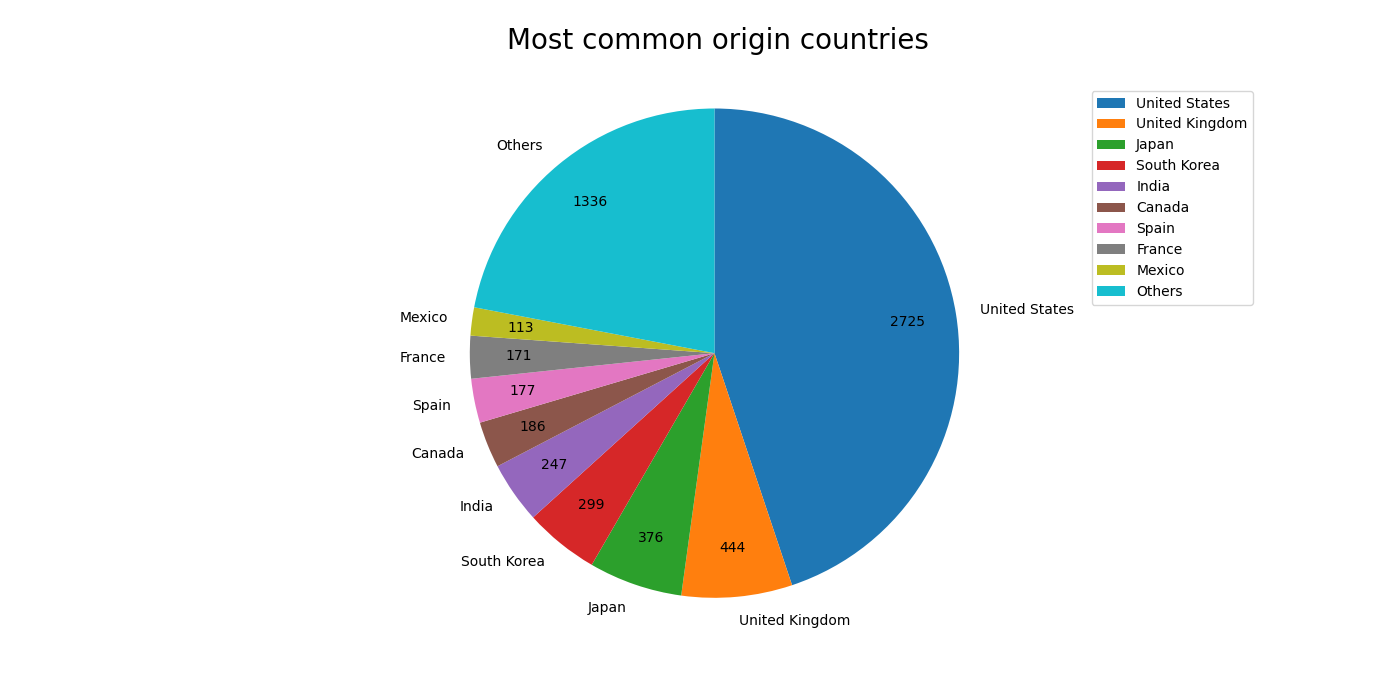 Most common origin countries
United States
United Kingdom
Japan
South Korea
India
Canada
Spain
France
Mexico
Others
Others
1336
Mexico
113
France
171
Spain
177
Canada
186
India
247
South Korea
299
Japan
376
United Kingdom
444
United States
2725